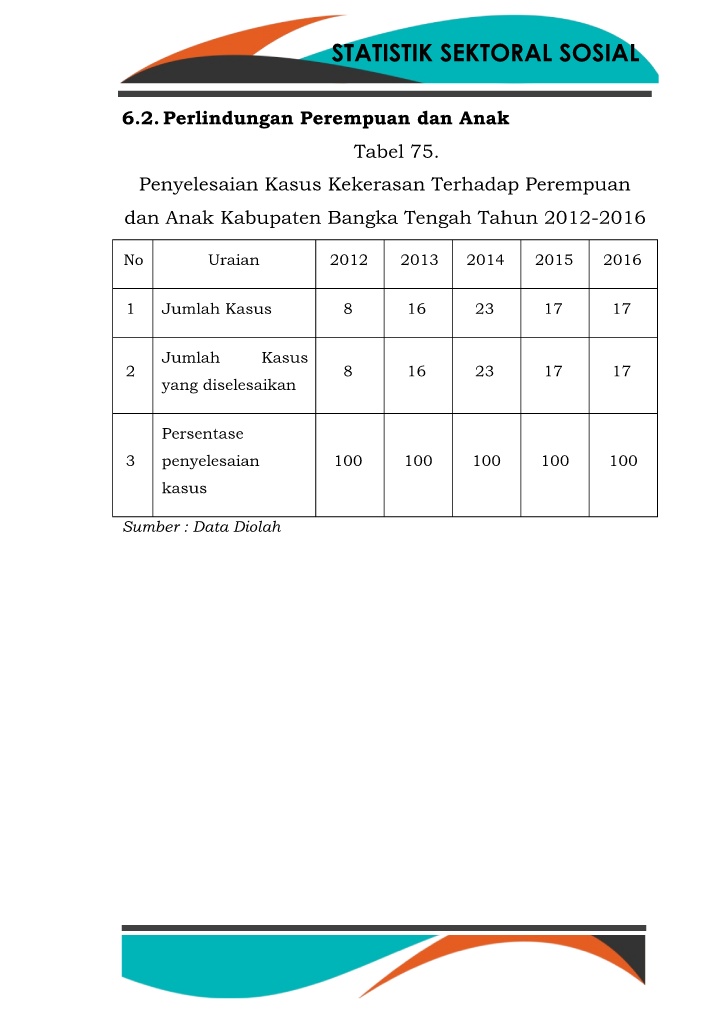 STATISTIK SEKTORAL SOSIAL
6.2. Perlindungan Perempuan dan Anak
Tabel 75.
Penyelesaian Kasus Kekerasan Terhadap Perempuan
dan Anak Kabupaten Bangka Tengah Tahun 2012-2016
No Uraian 2012 2013 2014 2015 2016
1 Jumlah Kasus 8 16 23 17 17
2 Jumlah Kasus
yang diselesaikan 8 16 23 17 17
3 Persentase
penyelesaian 100 100 100 100 100
kasus
Sumber : Data Diolah